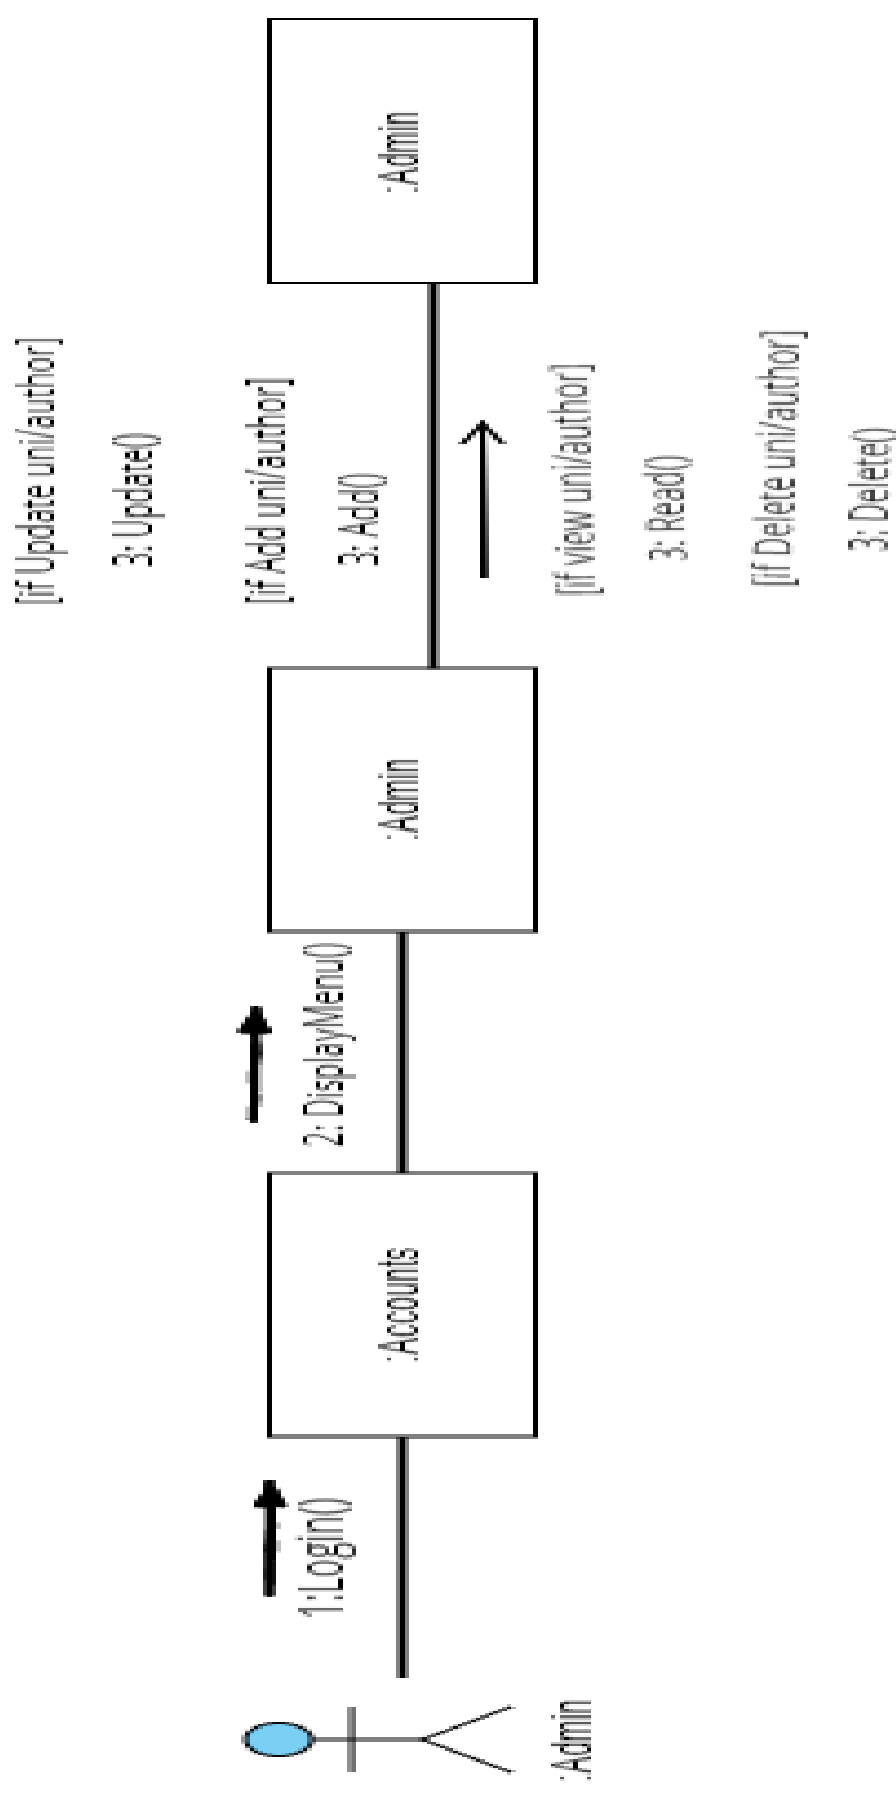 [if Update uni/author]
3: Update()
[if Add uni/author]
3: Add()
1:Login()
2: DisplayMenu()
:Admin
:Accounts
:Admin
:Admin
[if view uni/author]
3: Read()
[if Delete uni/author]
3: Delete()